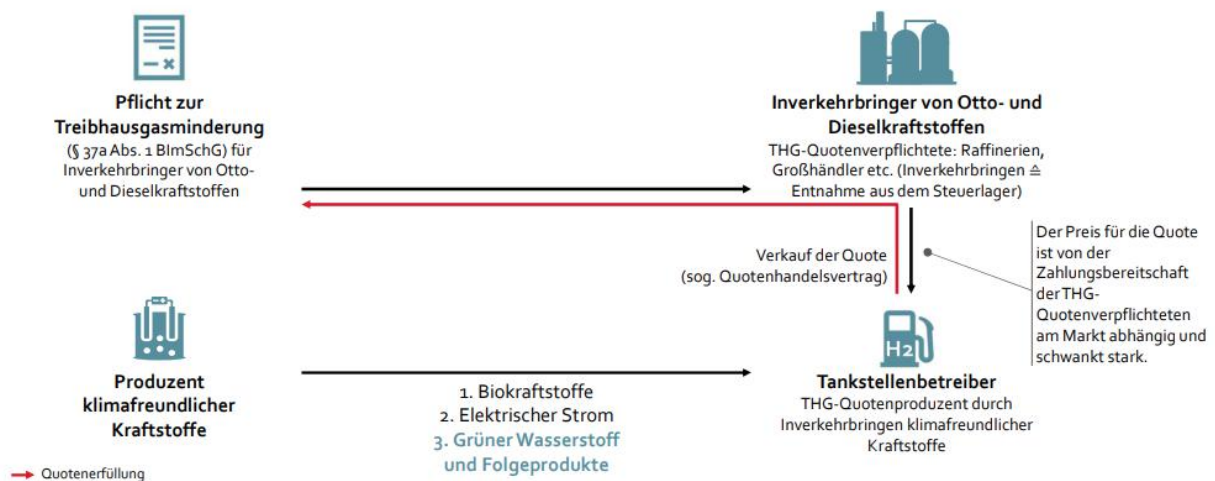 Pflicht zur
Treibhausgasminderung
(§ 37a Abs. 1 BImSchG) für
Inverkehrbringer von Otto-
und Dieselkraftstoffen
Inverkehrbringer von Otto- und
Dieselkraftstoffen
THG-Quotenverpflichtete: Raffinerien,
Großhändler etc. (Inverkehrbringen ≙
Entnahme aus dem Steuerlager)
Verkauf der Quote
(sog. Quotenhandelsvertrag)
Der Preis für die Quote
ist von der
Zahlungsbereitschaft
derTHG-
Quotenverpflichteten
am Markt abhängig und
schwankt stark.
Produzent
klimafreundlicher
Kraftstoffe
1. Biokraftstoffe
2. Elektrischer Strom
3. Grüner Wasserstoff
und Folgeprodukte
H2
Tankstellenbetreiber
THG-Quotenproduzent durch
Inverkehrbringen klimafreundlicher
Kraftstoffe
Quotenerfüllung